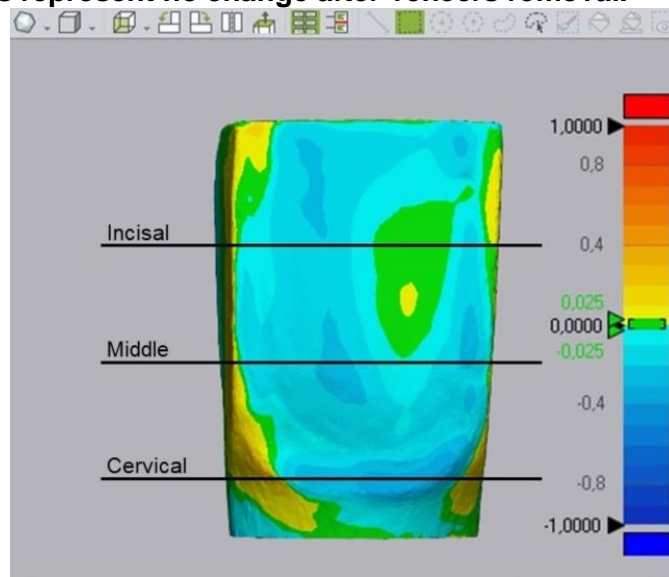 represent no change after veneers removal.
1,0000
0,8
Incisal
0,4
0,025
0,0000
-0,025
Middle
-0,4
Cervical
-0,8
-1,0000